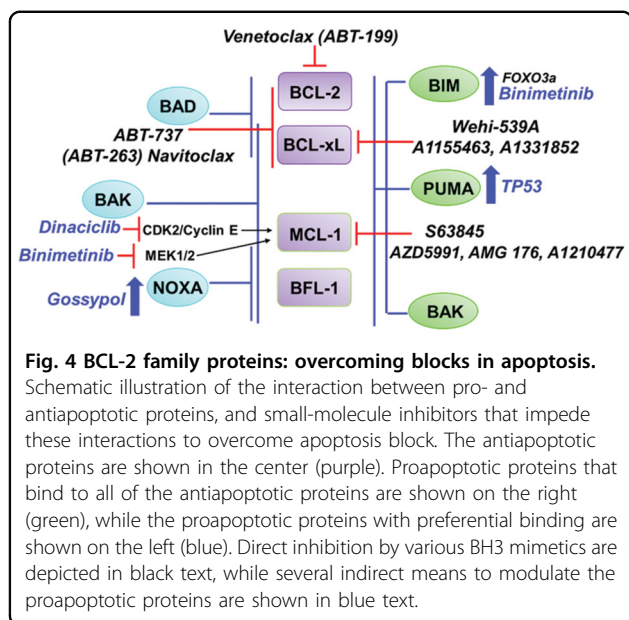 Venetoclax (ABT-199)
BCL-2
BAD
BIM
FOXO3a
Binimetinib
ABT-737
(ABT-263) Navitoclax
BCL-xL
Wehi-539A
A1155463, A1331852
BAK
PUMA
TP53
Dinaciclib
CDK2/Cyclin E
MCL-1
S63845
Binimetinib
MEK1/2
AZD5991, AMG 176, A1210477
Gossypol
NOXA
BFL-1
BAK
Fig. 4 BCL-2 family proteins: overcoming blocks in apoptosis.
Schematic illustration of the interaction between pro- and
antiapoptotic proteins, and small-molecule inhibitors that impede
these interactions to overcome apoptosis block. The antiapoptotic
proteins are shown in the center (purple). Proapoptotic proteins that
bind to all of the antiapoptotic proteins are shown on the right
(green), while the proapoptotic proteins with preferential binding are
shown on the left (blue). Direct inhibition by various BH3 mimetics are
depicted in black text, while several indirect means to modulate the
proapoptotic proteins are shown in blue text.